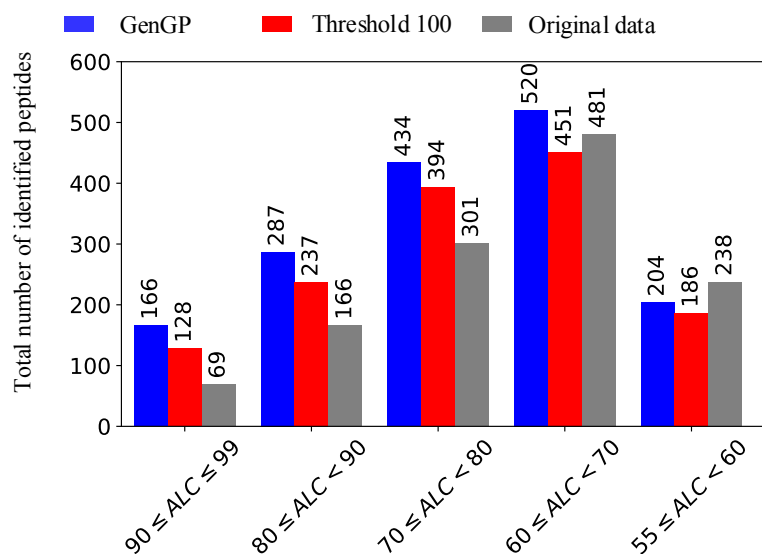 GenGP Threshold 100 Original data
Total number of identified peptides
600
500
400
300
200
100
0
166 128 69
287 237 166
434 394 301
520 451 481
204 186 238
90 ≤ ALC ≤ 99
80 ≤ ALC < 90
70 ≤ ALC < 80
60 ≤ ALC < 70
55 ≤ ALC < 60